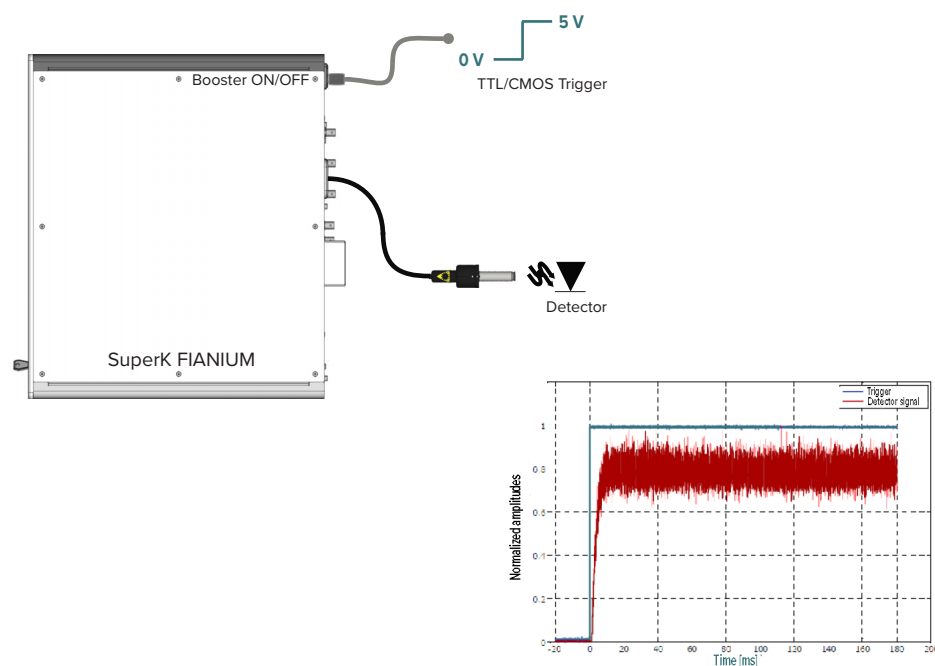 5 V
0 V
Booster ON/OFF
TTL/CMOS Trigger
Detector
SuperK FIANIUM
Trigger
Detector signal
1
0.8
0.6
0.4
0.2
0
Normalized amplitudes
-20 0 20 40 60 80 100 120 140 160 180 20
Time [ms]